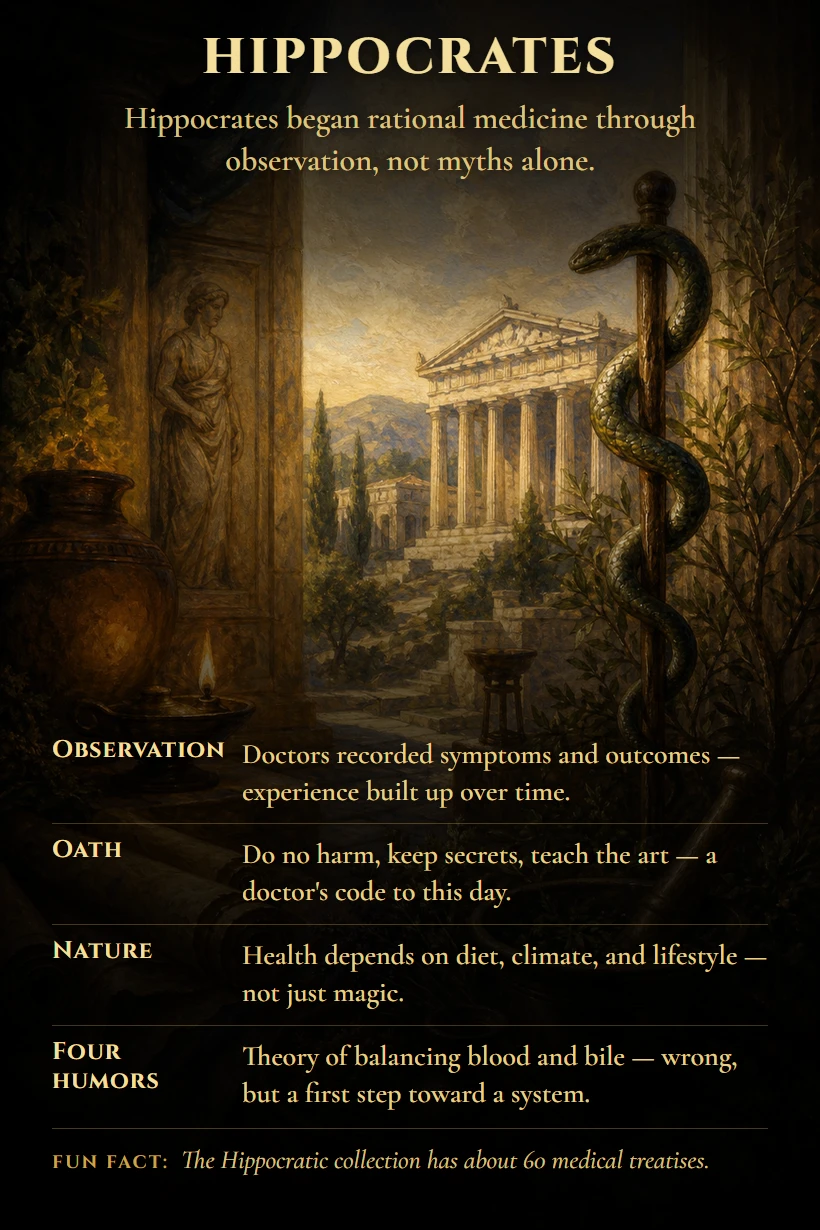 HIPPOCRATES
Hippocrates began rational medicine through
observation, not myths alone.
OBSERVATION Doctors recorded symptoms and outcomes —
experience built up over time.
OATH Do no harm, keep secrets, teach the art — a
doctor's code to this day.
NATURE Health depends on diet, climate, and lifestyle —
not just magic.
FOUR HUMORS Theory of balancing blood and bile — wrong,
but a first step toward a system.
FUN FACT: The Hippocratic collection has about 60 medical treatises.